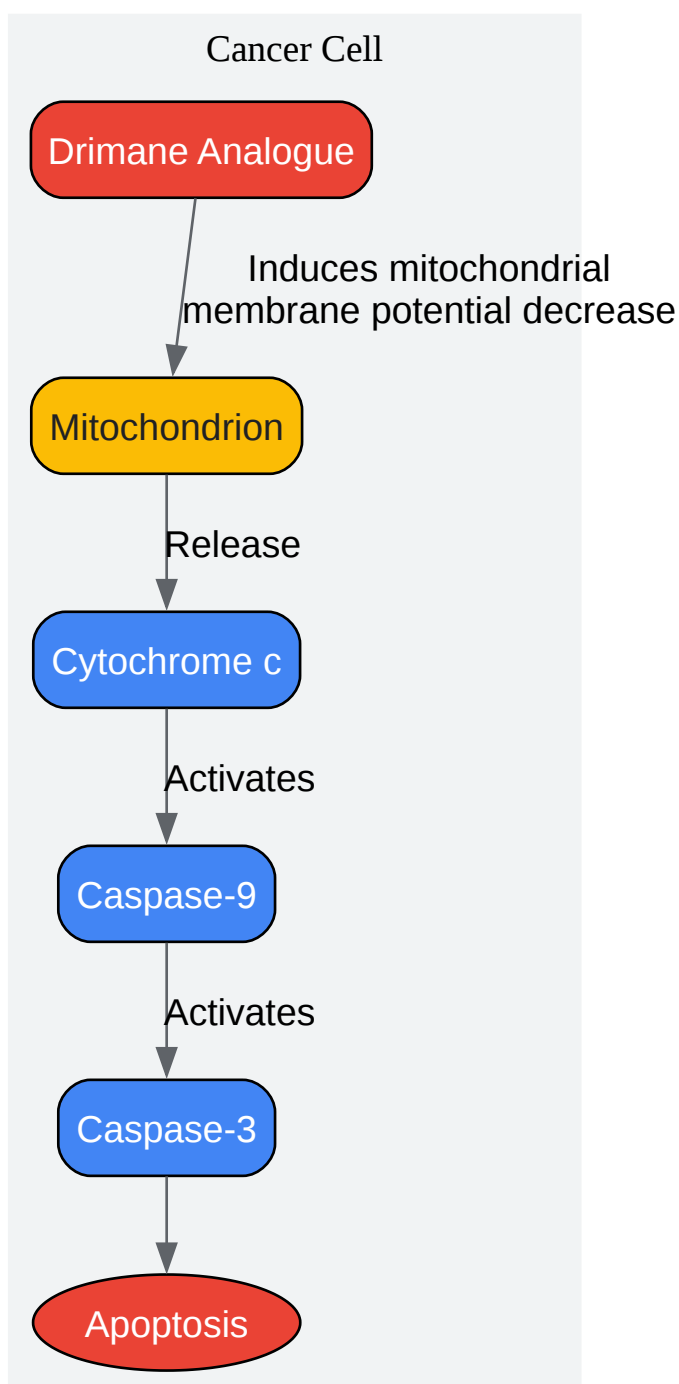 Cancer Cell
Drimane Analogue
Induces mitochondrial
membrane potential decrease
Mitochondrion
Release
Cytochrome c
Activates
Caspase-9
Activates
Caspase-3
Apoptosis